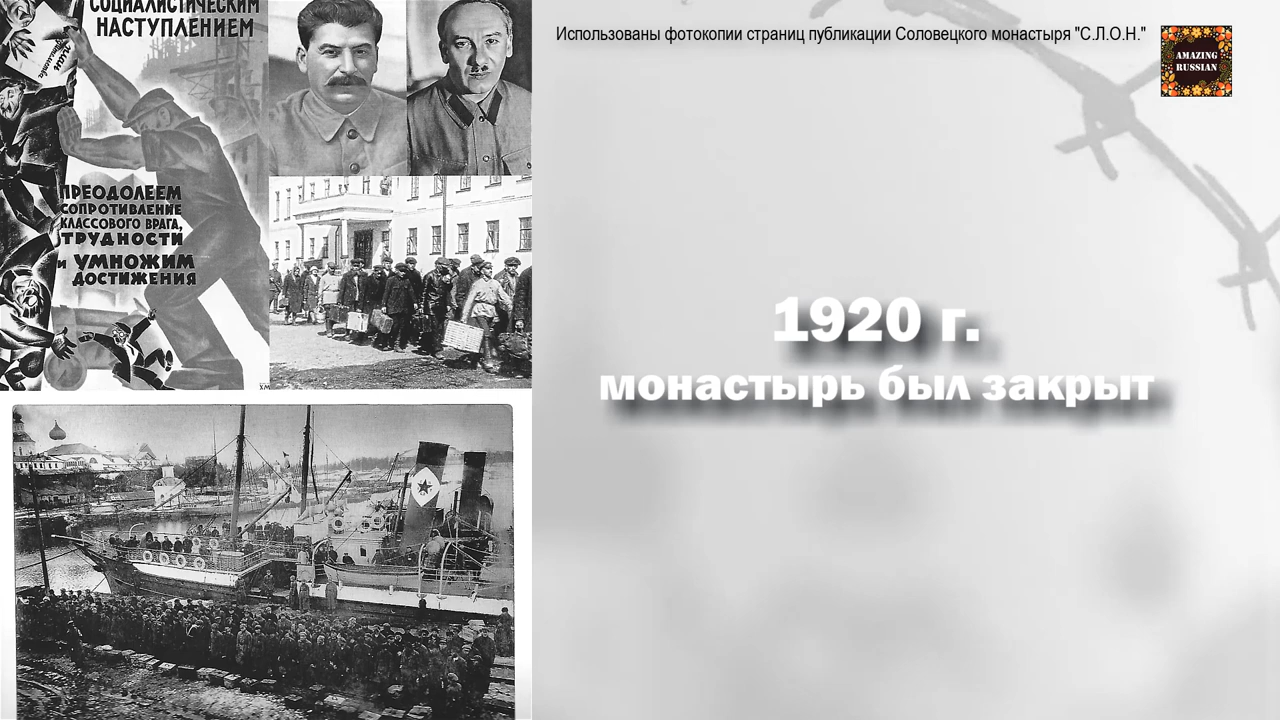 СОЦИАЛИСТИЧЕСКИМ
НАСТУПЛЕНИЕМ
ПРЕОДОЛЕЕМ
СОПРОТИВЛЕНИЕ
КЛАССОВОГО ВРАГА,
ТРУДНОСТИ
и УМНОЖИМ
ДОСТИЖЕНИЯ
Использованы фотокопии страниц публикации Соловецкого монастыря "С.Л.О.Н."
AMAZING
RUSSIAN
1920 г.
монастырь был закрыт